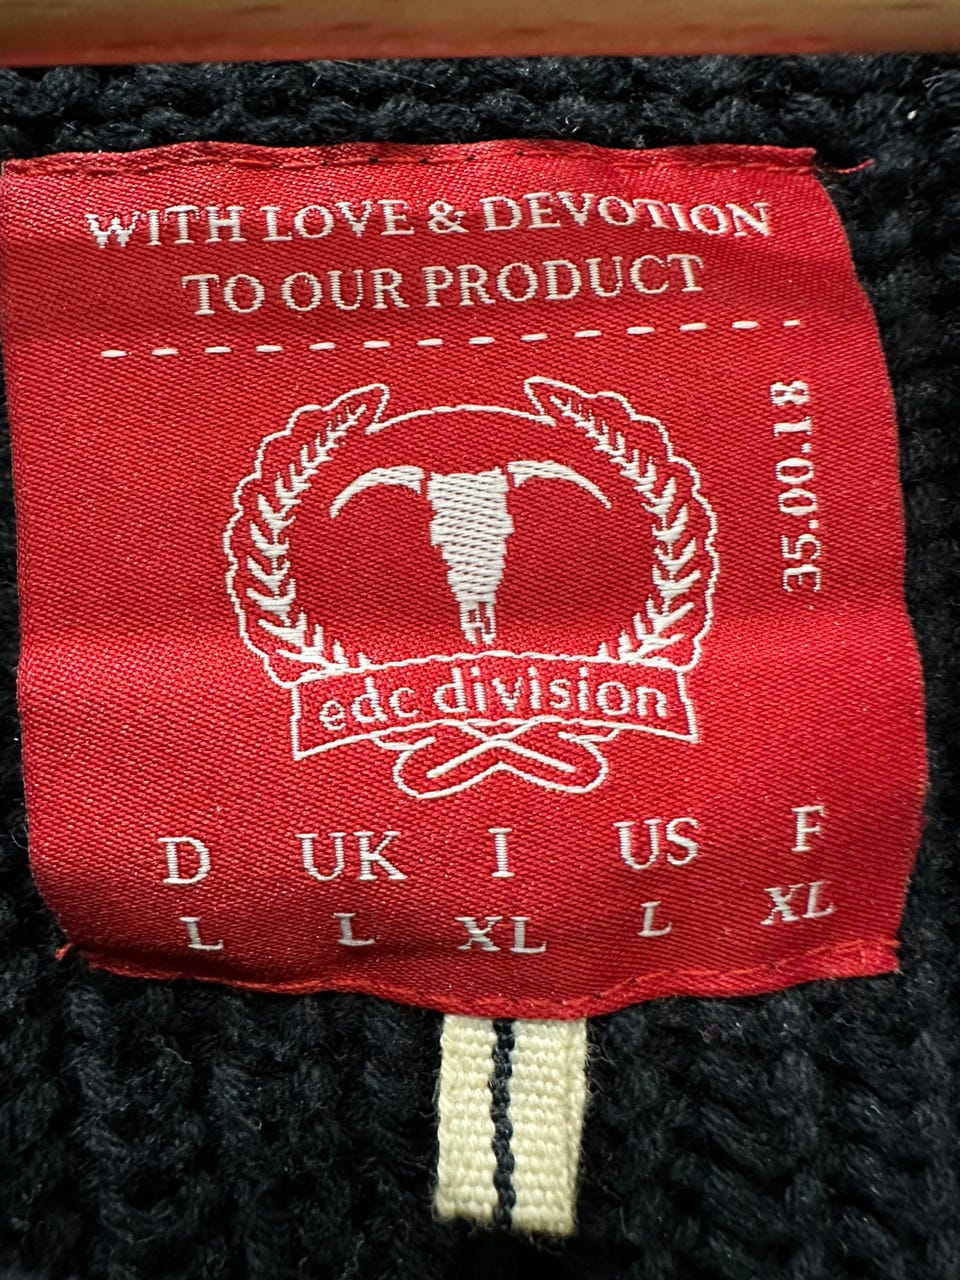 WITH LOVE & DEVOTION
TO OUR PRODUCT
35.00.18
edc division
D UK I US F
L L XL L XL